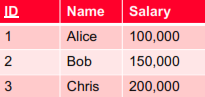 ID Name Salary
1 Alice 100,000
2 Bob 150,000
3 Chris 200,000